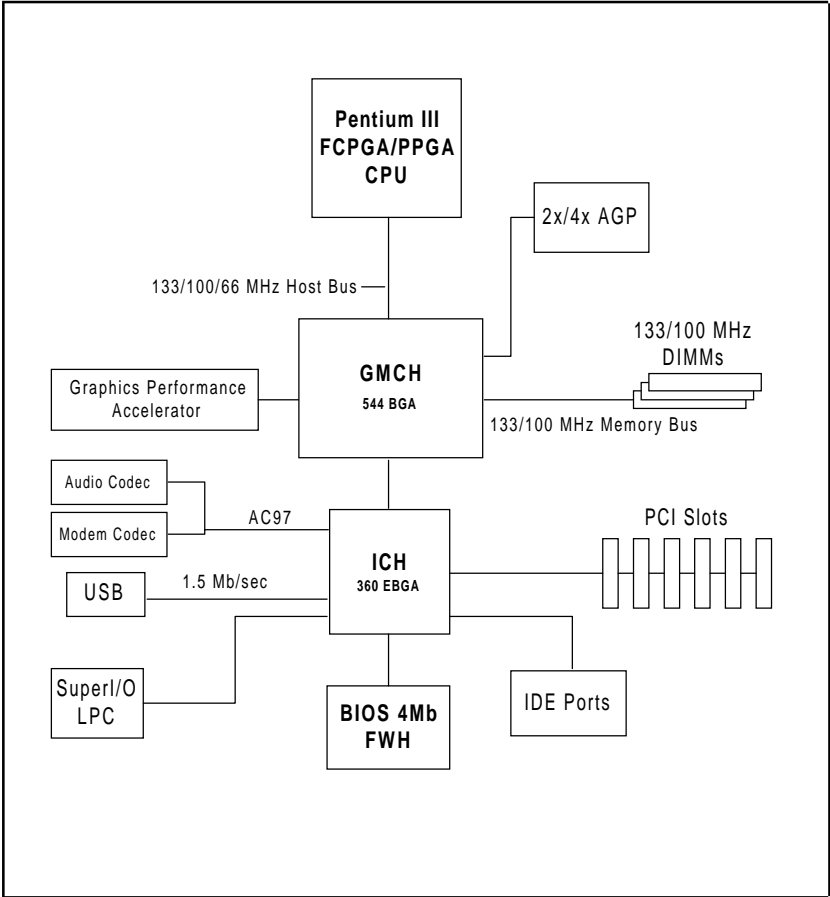 Pentium III
FCPGA/PPGA
CPU
2x/4x AGP
133/100/66 MHz Host Bus
133/100 MHz
DIMMs
GMCH
544 BGA
Graphics Performance
Accelerator
133/100 MHz Memory Bus
Audio Codec
AC97
Modem Codec
PCI Slots
ICH
360 EBGA
USB
1.5 Mb/sec
SuperI/O
LPC
BIOS 4Mb
FWH
IDE Ports